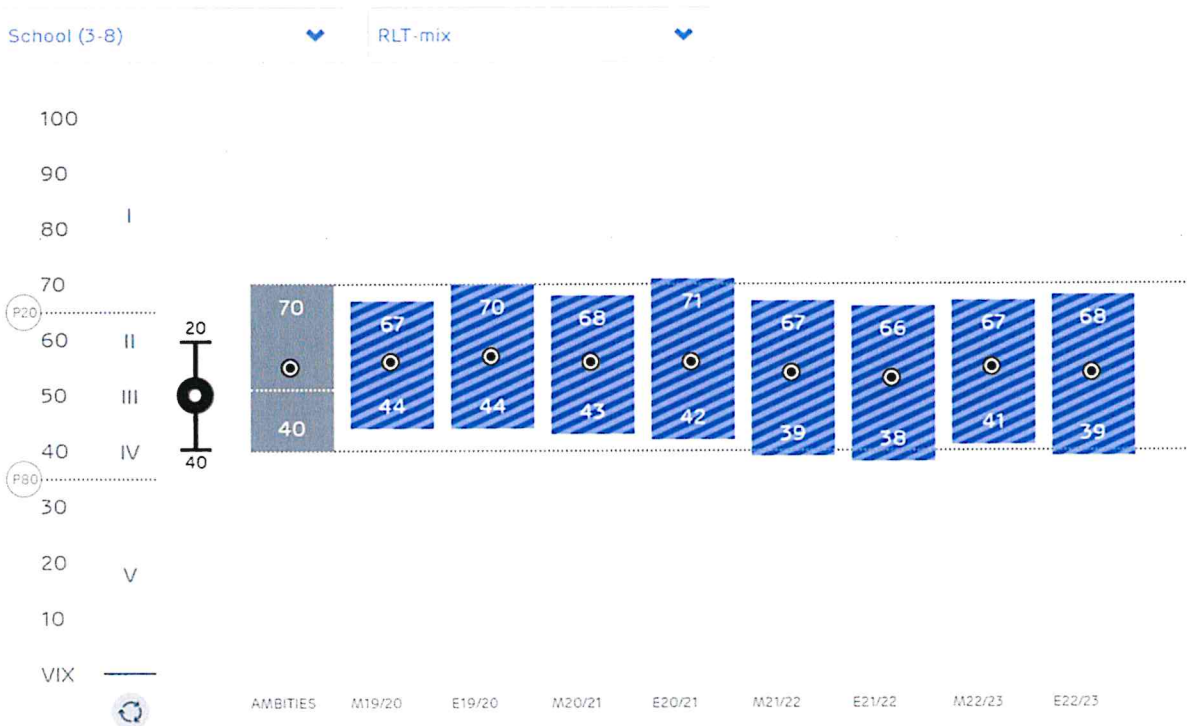 School (3-8) RLT-mix
100
90
I
80
70
70 67 70 68 71 67 66 67 68
P20
60 II 20
50 III
40 44 44 43 42 39 38 41 39
40 IV 40
P80
30
20
V
10
VIX
AMBITIES M19/20 E19/20 M20/21 E20/21 M21/22 E21/22 M22/23 E22/23